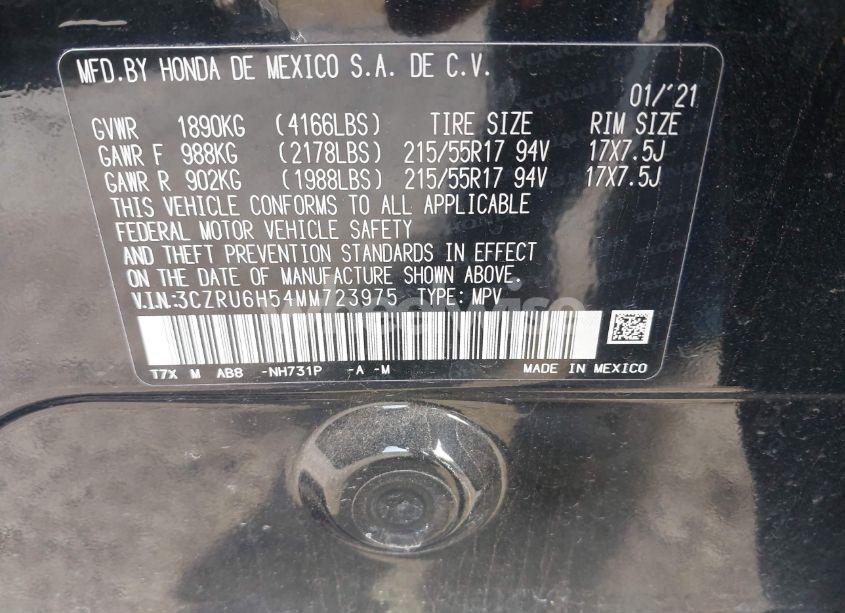 MFD.BY HONDA DE MEXICO S.A. DE C.V.
01/'21
GVWR 1890KG (4166LBS) TIRE SIZE RIM SIZE
GAWR F 988KG (2178LBS) 215/55R17 94V 17X7.5J
GAWR R 902KG (1988LBS) 215/55R17 94V 17X7.5J
THIS VEHICLE CONFORMS TO ALL APPLICABLE
FEDERAL MOTOR VEHICLE SAFETY
AND THEFT PREVENTION STANDARDS IN EFFECT
ON THE DATE OF MANUFACTURE SHOWN ABOVE.
V.I.N:3CZRU6H54MM723975 TYPE: MPV
T7X M AB8 -NH731P -A -M MADE IN MEXICO